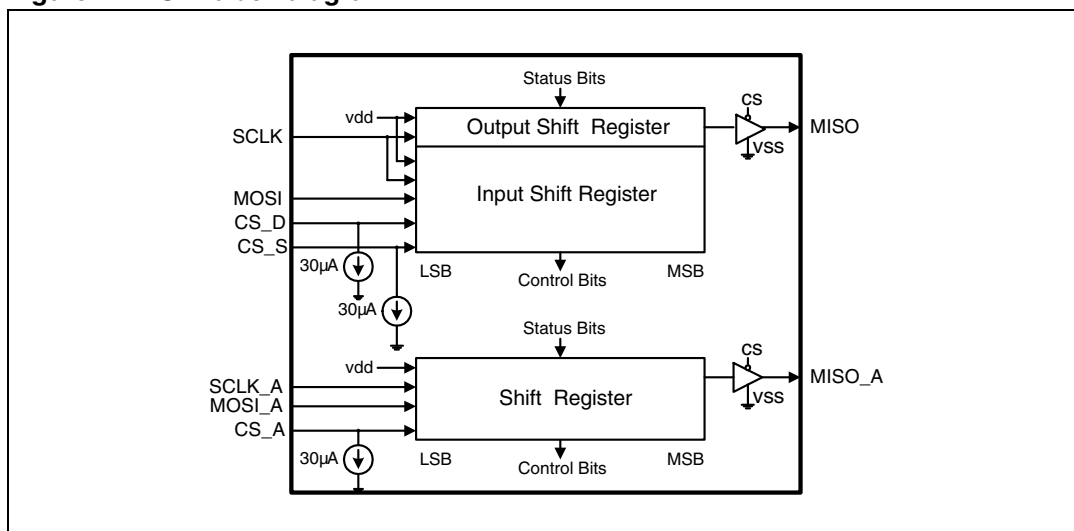 Status Bits
vdd
Output Shift Register
CS
MISO
SCLK
VSS
Input Shift Register
MOSI
CS_D
CS_S
30µA
LSB
MSB
Control Bits
30µA
Status Bits
vdd
CS
MISO_A
SCLK_A
Shift Register
VSS
MOSI_A
CS_A
30µA
LSB
MSB
Control Bits